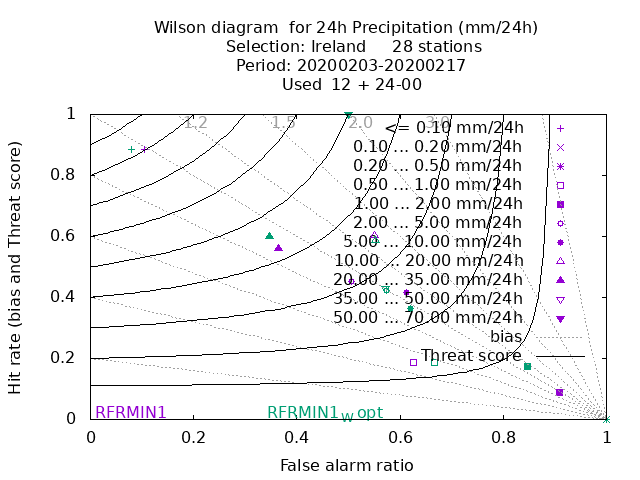 Wilson diagram for 24h Precipitation (mm/24h)
Selection: Ireland 28 stations
Period: 20200203-20200217
Used 12 + 24-00
Hit rate (bias and Threat score)
1
0.8
0.6
0.4
0.2
0
1.2
1.5
2.0
3.0
<= 0.10 mm/24h
0.10 ... 0.20 mm/24h
0.20 ... 0.50 mm/24h
0.50 ... 1.00 mm/24h
1.00 ... 2.00 mm/24h
2.00 ... 5.00 mm/24h
5.00 ... 10.00 mm/24h
10.00 ... 20.00 mm/24h
20.00 ... 35.00 mm/24h
35.00 ... 50.00 mm/24h
50.00 ... 70.00 mm/24h
bias
Threat score
RFRMIN1
RFRMIN1W opt
0 0.2 0.4 0.6 0.8 1
False alarm ratio